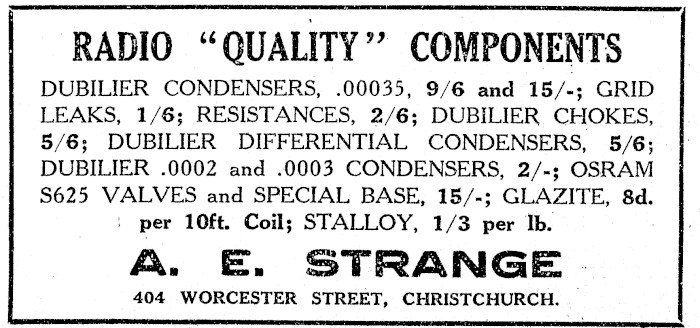 RADIO “QUALITY” COMPONENTS
DUBILIER CONDENSERS, .00035, 9/6 and 15/-; GRID
LEAKS, 1/6; RESISTANCES, 2/6; DUBILIER CHOKES,
5/6; DUBILIER DIFFERENTIAL CONDENSERS, 5/6;
DUBILIER .0002 and .0003 CONDENSERS, 2/-; OSRAM
S625 VALVES and SPECIAL BASE, 15/-; GLAZITE, 8d.
per 10ft. Coil; STALLOY, 1/3 per lb.
A. E. STRANGE
404 WORCESTER STREET, CHRISTCHURCH.